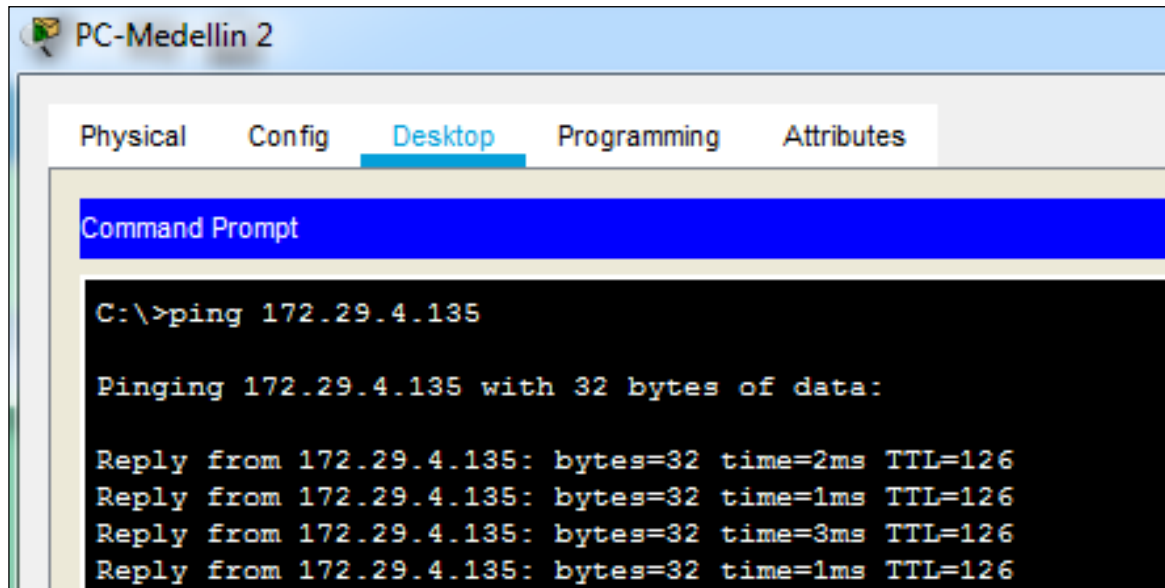 PC-Medellin 2
Physical Config Desktop Programming Attributes
Command Prompt
C:\>ping 172.29.4.135
Pinging 172.29.4.135 with 32 bytes of data:
Reply from 172.29.4.135: bytes=32 time=2ms TTL=126
Reply from 172.29.4.135: bytes=32 time=1ms TTL=126
Reply from 172.29.4.135: bytes=32 time=3ms TTL=126
Reply from 172.29.4.135: bytes=32 time=1ms TTL=126